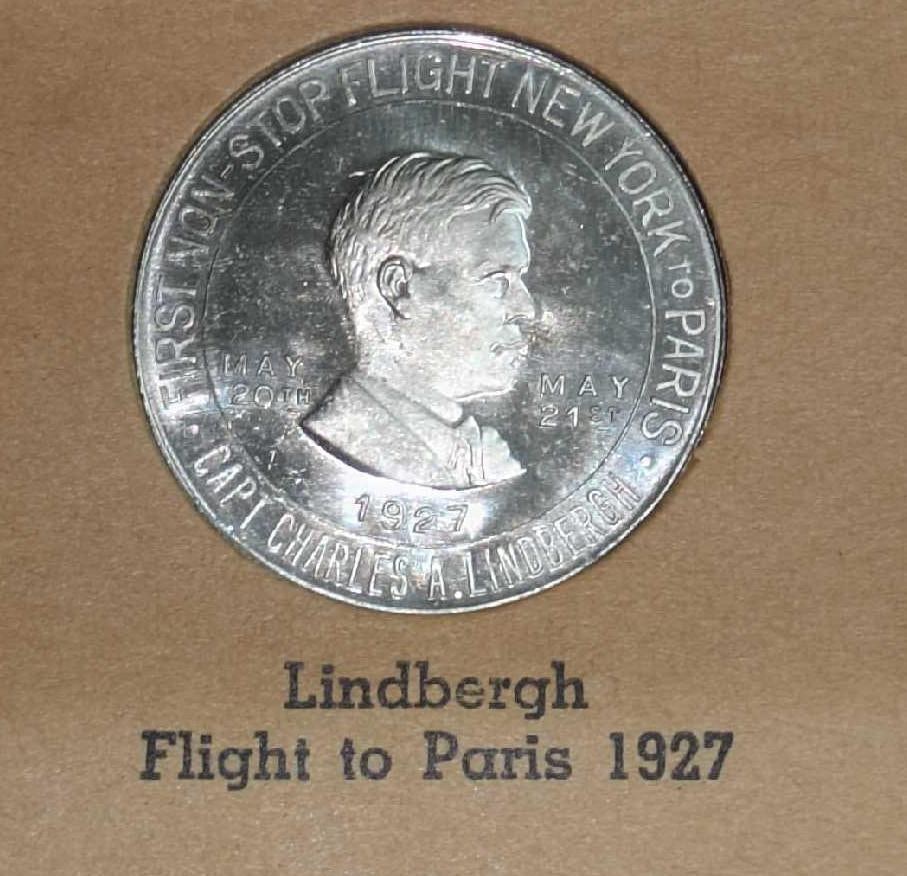 FIRST NON-STOP FLIGHT NEW YORK TO PARIS
MAY
20TH
MAY
21ST
1927
• CAPT CHARLES A. LINDBERGH •
Lindbergh
Flight to Paris 1927